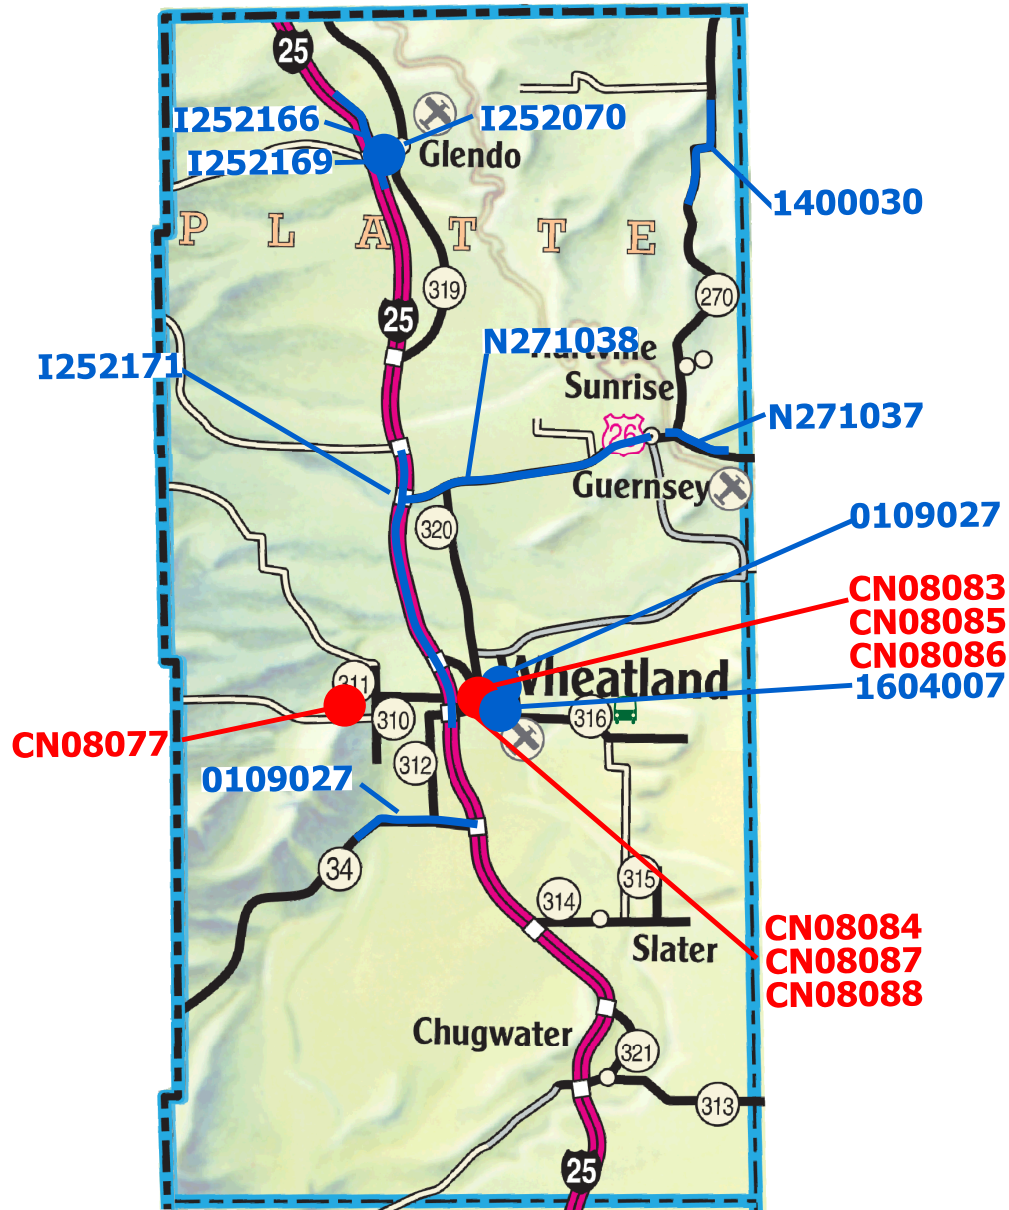 25
I252166
I252070
I252169
Glendo
1400030
P L A T T E
319
270
25
N271038
I252171
Sunrise
N271037
26
Guernsey
0109027
320
CN08083
CN08085
CN08086
Wheatland
211
1604007
310
316
CN08077
312
0109027
34
315
314
CN08084
Slater
CN08087
CN08088
Chugwater
321
313
25